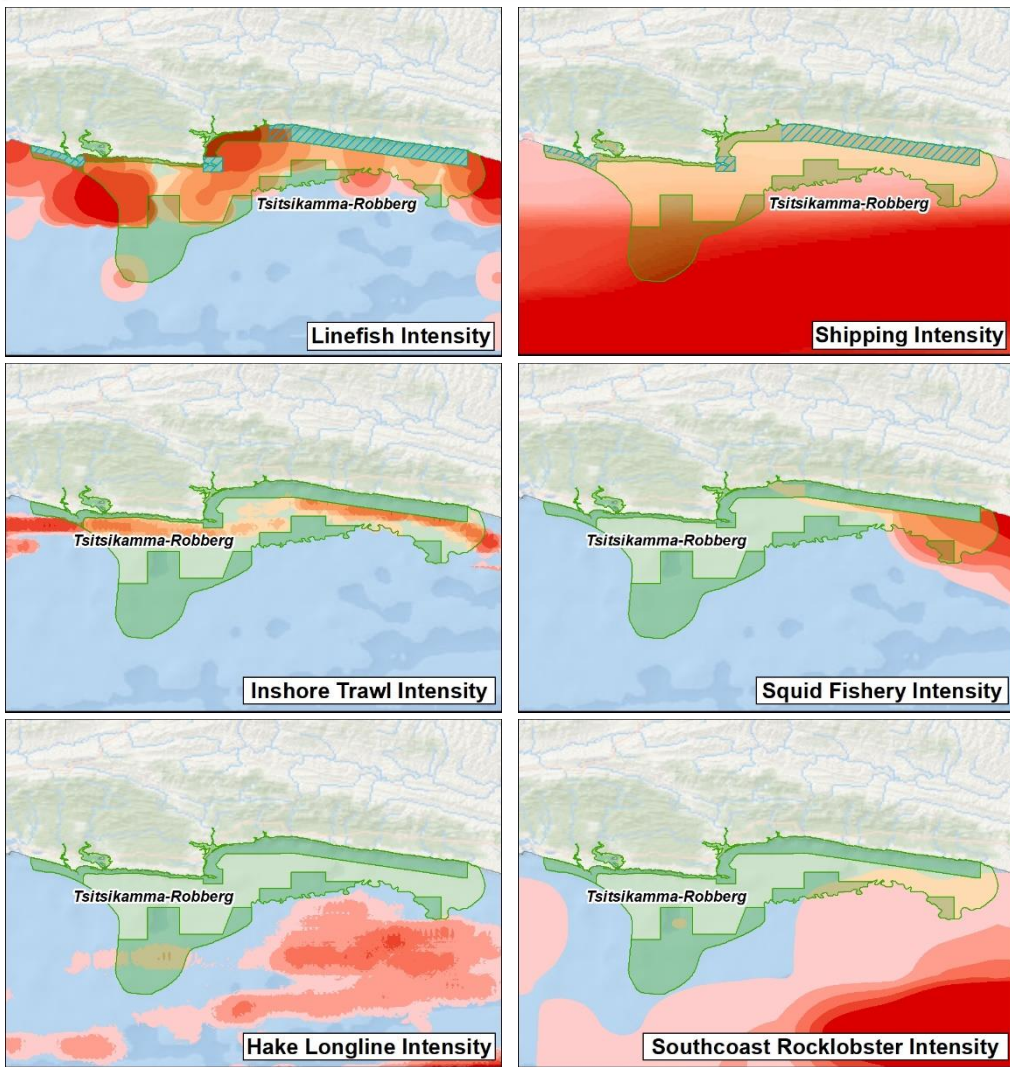 Tsitsikamma-Robberg
Linefish Intensity
Tsitsikamma-Robberg
Shipping Intensity
Tsitsikamma-Robberg
Inshore Trawl Intensity
Tsitsikamma-Robberg
Squid Fishery Intensity
Tsitsikamma-Robberg
Hake Longline Intensity
Tsitsikamma-Robberg
Southcoast Rocklobster Intensity